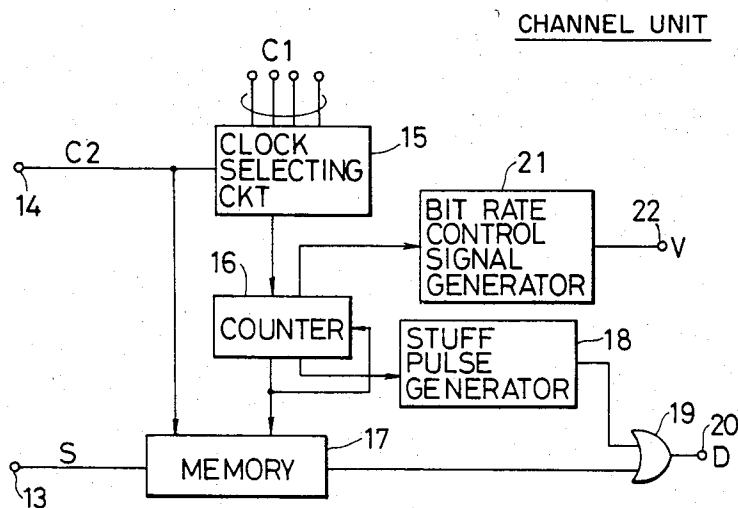 CHANNEL UNIT
C1
C2
14
CLOCK
SELECTING
CKT
15
21
BIT RATE
CONTROL
SIGNAL
GENERATOR
22
V
16
COUNTER
STUFF
PULSE
GENERATOR
18
19
20
D
17
S
MEMORY
13